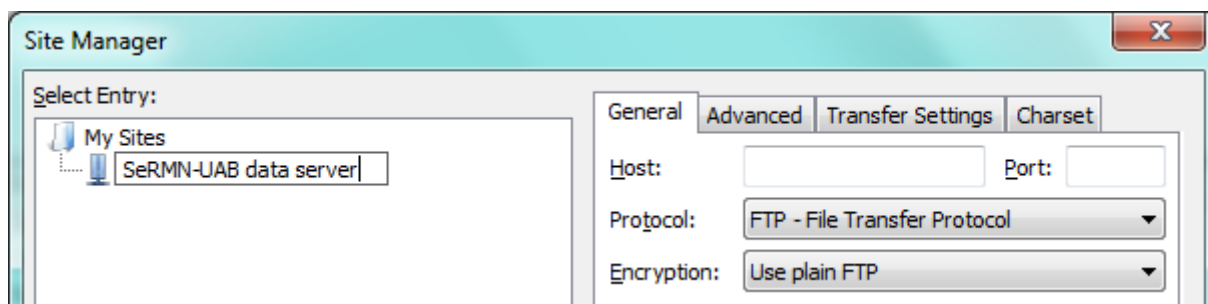 Site Manager
Select Entry:
My Sites
SeRMN-UAB data server
General Advanced Transfer Settings Charset
Host: Port:
Protocol: FTP - File Transfer Protocol
Encryption: Use plain FTP